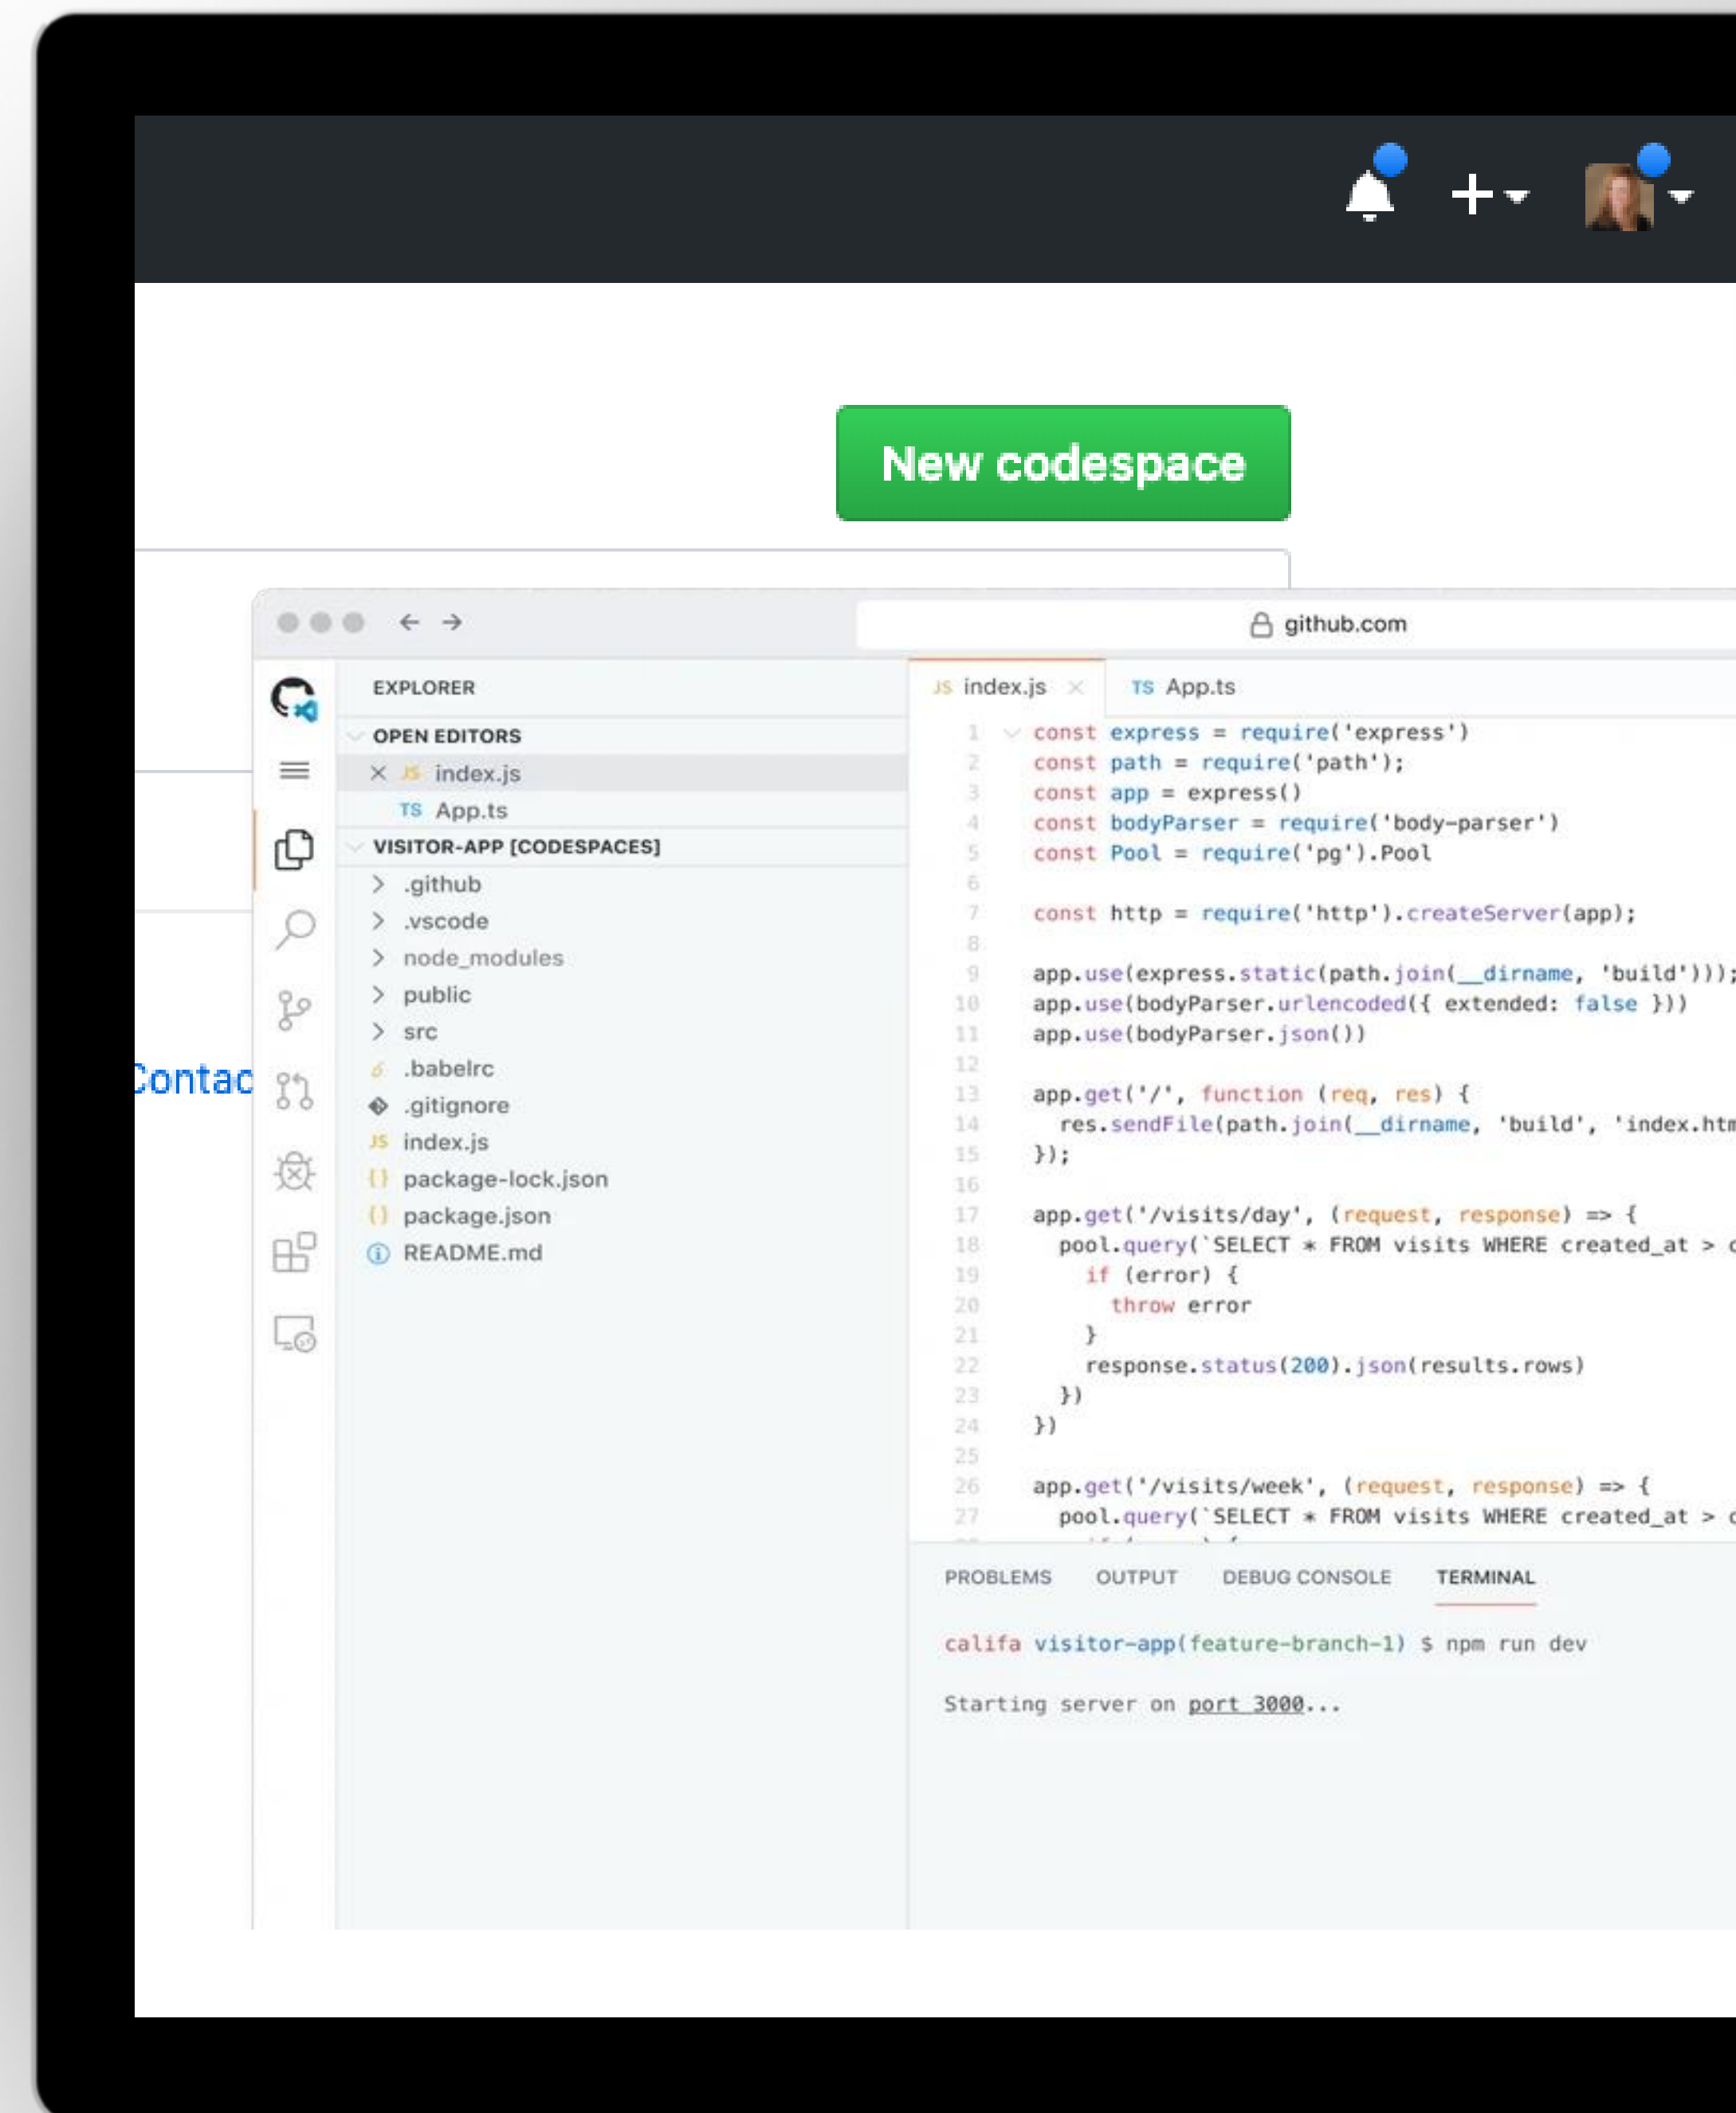 New codespace
github.com
EXPLORER
OPEN EDITORS
JS index.js
TS App.ts
VISITOR-APP [CODESPACES]
.github
.vscode
node_modules
public
src
.babelrc
.gitignore
JS index.js
{} package-lock.json
{} package.json
README.md
Contac
JS index.js
TS App.ts
1 const express = require('express')
2 const path = require('path');
3 const app = express()
4 const bodyParser = require('body-parser')
5 const Pool = require('pg').Pool
6
7 const http = require('http').createServer(app);
8
9 app.use(express.static(path.join(__dirname, 'build')));
10 app.use(bodyParser.urlencoded({ extended: false }))
11 app.use(bodyParser.json())
12
13 app.get('/', function (req, res) {
14 res.sendFile(path.join(__dirname, 'build', 'index.htm
15 });
16
17 app.get('/visits/day', (request, response) => {
18 pool.query(`SELECT * FROM visits WHERE created_at >
19 if (error) {
20 throw error
21 }
22 response.status(200).json(results.rows)
23 })
24 })
25
26 app.get('/visits/week', (request, response) => {
27 pool.query(`SELECT * FROM visits WHERE created_at >
PROBLEMS OUTPUT DEBUG CONSOLE TERMINAL
califa visitor-app(feature-branch-1) $ npm run dev
Starting server on port 3000...